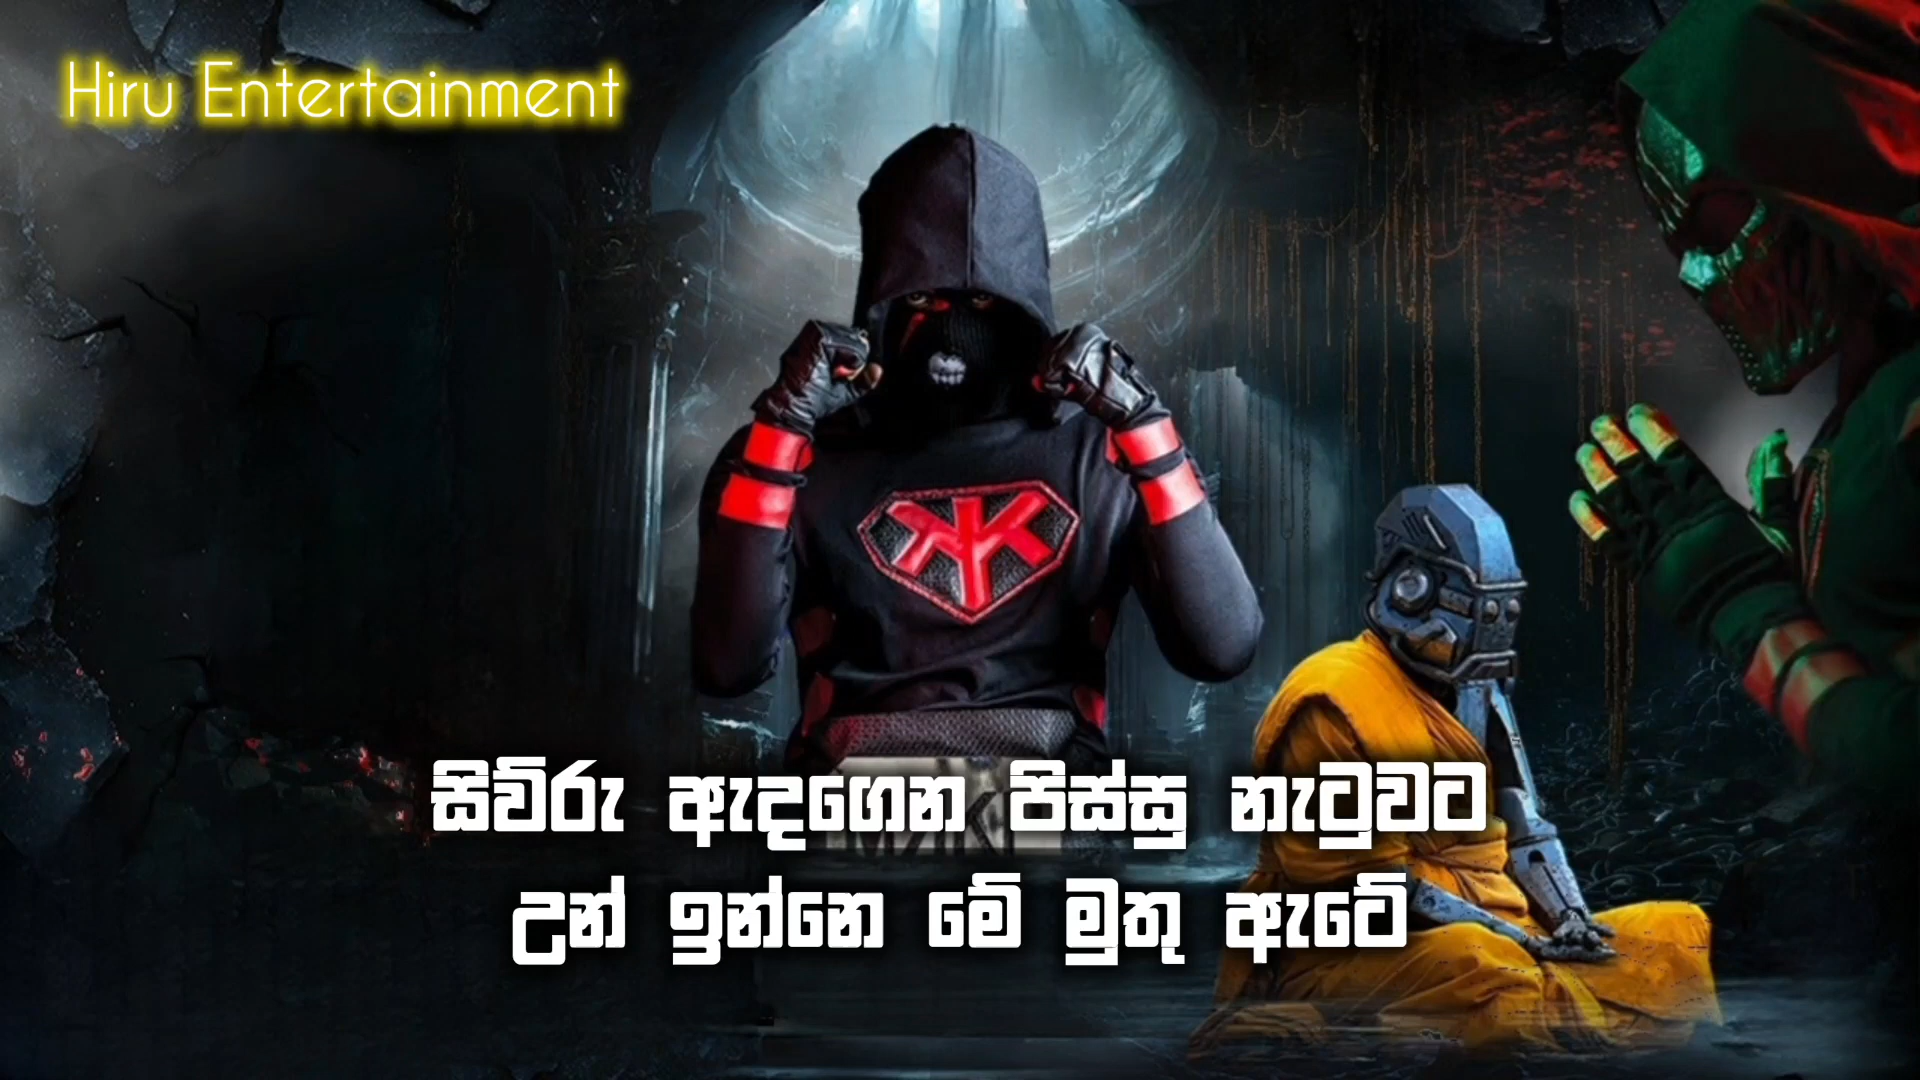 Hiru Entertainment
සිව්රු ඇදගෙන පිස්සු නැටුවට
උන් ඉන්නෙ මේ මුතු ඇටේ